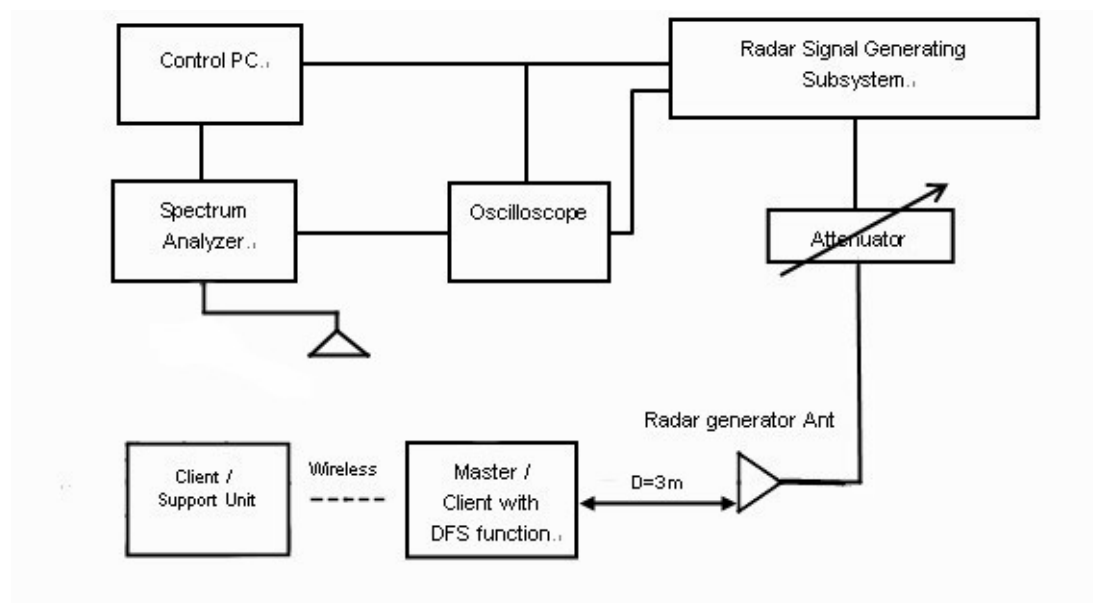 Control PC.
Radar Signal Generating
Subsystem.
Spectrum
Analyzer.
Oscilloscope
Attenuator
Radar generator Ant
Client /
Support Unit
Wireless
Master /
Client with
DFS function.
D=3m